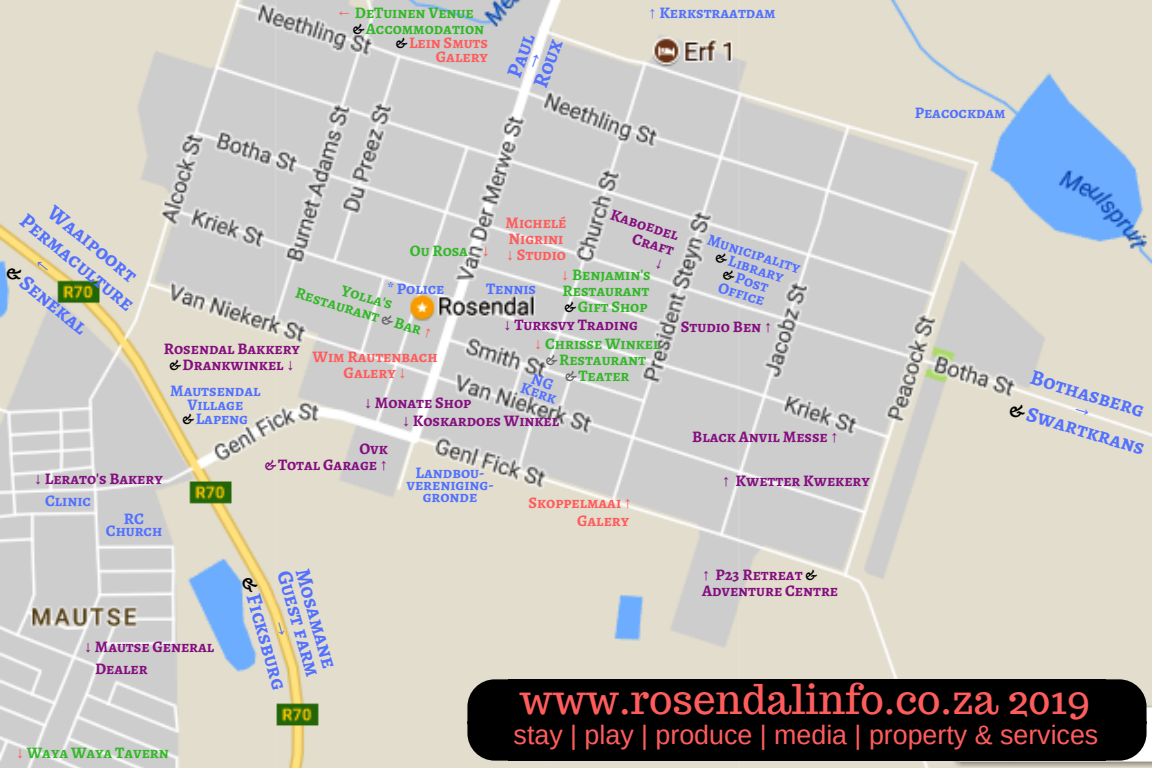 ← DeTuinen Venue
& Accommodation
& Lein Smuts
Galery
Neethling St
↑ Kerkstraatdam
Paul
→
Roux
Erf 1
Neethling St
Peacockdam
Meulspruit
Alcock St
Botha St
Burnet Adams St
Du Preez St
Van Der Merwe St
Church St
President Steyn St
Jacobz St
Peacock St
Kriek St
Waaipoort
Permaculture
←
& Senekal
R70
Michelé
Nigrini
↓ Studio
Ou Rosa ↓
Kaboedel
Craft
↓
Municipality
& Library
& Post
Office
↓ Benjamin's
Restaurant
& Gift Shop
* Police
Tennis
Yolla's
Restaurant & Bar ↑
Rosendal
↓ Turksvy Trading
Studio Ben ↑
Van Niekerk St
Rosendal Bakkery
& Drankwinkel ↓
Wim Rautenbach
Galery ↓
Smith St
↓ Chrisse Winkel
& Restaurant
& Teater
NG
Kerk
Van Niekerk St
Botha St
Bothasberg
→
& Swartkrans
Mautsendal
Village
& Lapeng
↓ Monate Shop
↓ Koskardoes Winkel
Genl Fick St
Kriek St
Black Anvil Messe ↑
Ovk
& Total Garage ↑
Genl Fick St
Landbou-
vereniging-
gronde
↓ Lerato's Bakery
Clinic
R70
↑ Kwetter Kwekery
Skoppelmaai ↑
Galery
RC
Church
↑ P23 Retreat &
Adventure Centre
Mosamane
Guest Farm
→
& Ficksburg
MAUTSE
↓ Mautse General
Dealer
R70
↓ Waya Waya Tavern
www.rosendalinfo.co.za 2019
stay | play | produce | media | property & services